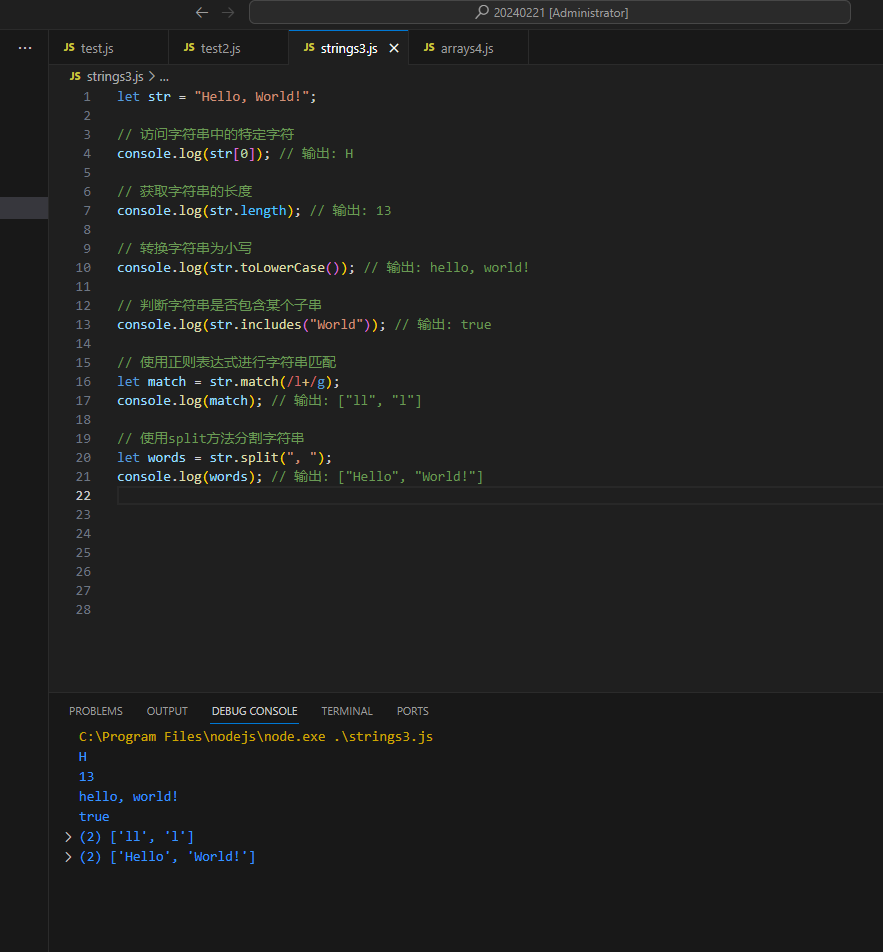 20240221 [Administrator]
JS test.js JS test2.js JS strings3.js JS arrays4.js
JS strings3.js > ...
1 let str = "Hello, World!";
2
3 // 访问字符串中的特定字符
4 console.log(str[0]); // 输出: H
5
6 // 获取字符串的长度
7 console.log(str.length); // 输出: 13
8
9 // 转换字符串为小写
10 console.log(str.toLowerCase()); // 输出: hello, world!
11
12 // 判断字符串是否包含某个子串
13 console.log(str.includes("World")); // 输出: true
14
15 // 使用正则表达式进行字符串匹配
16 let match = str.match(/l+/g);
17 console.log(match); // 输出: ["ll", "l"]
18
19 // 使用split方法分割字符串
20 let words = str.split(", ");
21 console.log(words); // 输出: ["Hello", "World!"]
22
23
24
25
26
27
28
PROBLEMS OUTPUT DEBUG CONSOLE TERMINAL PORTS
C:\Program Files\nodejs\node.exe .\strings3.js
H
13
hello, world!
true
> (2) ['ll', 'l']
> (2) ['Hello', 'World!']